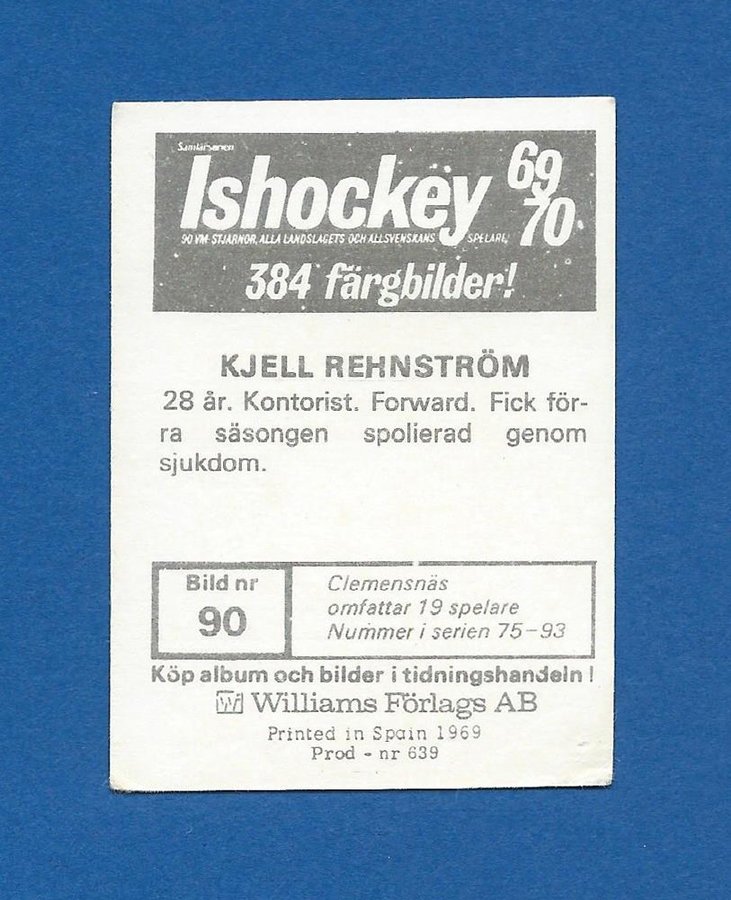 Samlarserien
Ishockey 69
70
90 VM-STJÄRNOR, ALLA LANDSLAGETS OCH ALLSVENSKANS SPELARE,
384 färgbilder!
KJELL REHNSTRÖM
28 år. Kontorist. Forward. Fick för-
ra säsongen spolierad genom
sjukdom.
Bild nr
90
Clemensnäs
omfattar 19 spelare
Nummer i serien 75-93
Köp album och bilder i tidningshandeln!
W Williams Förlags AB
Printed in Spain 1969
Prod - nr 639